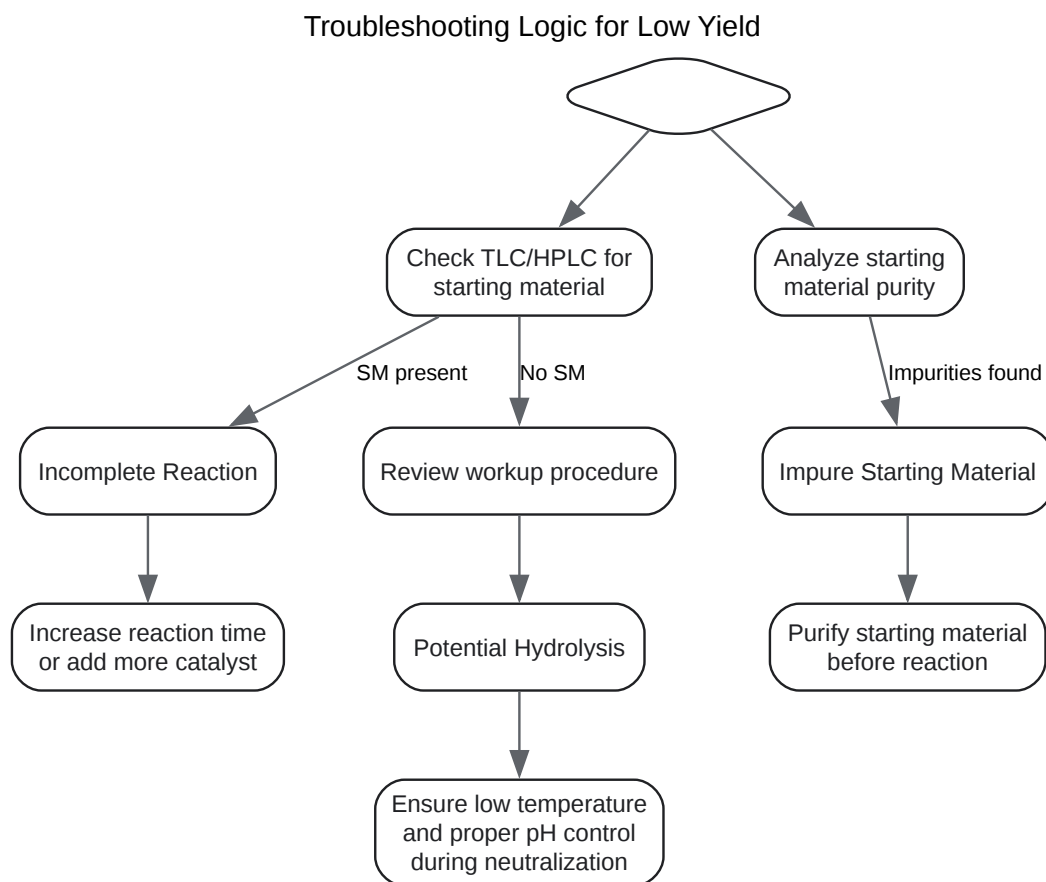 Troubleshooting Logic for Low Yield
Check TLC/HPLC for
starting material
Analyze starting
material purity
SM present
No SM
Impurities found
Incomplete Reaction
Review workup procedure
Impure Starting Material
Increase reaction time
or add more catalyst
Potential Hydrolysis
Purify starting material
before reaction
Ensure low temperature
and proper pH control
during neutralization